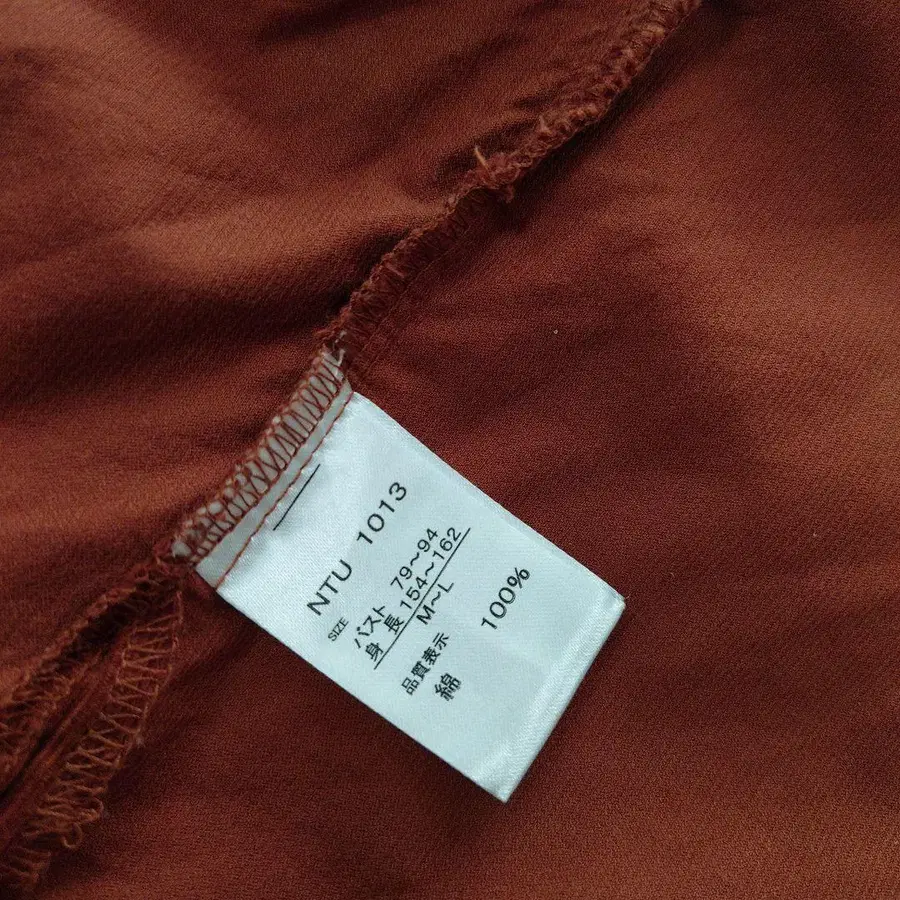 NTU 1013
SIZE
バスト 79～94
身 長 154～162
M～L
品質表示
綿 100%